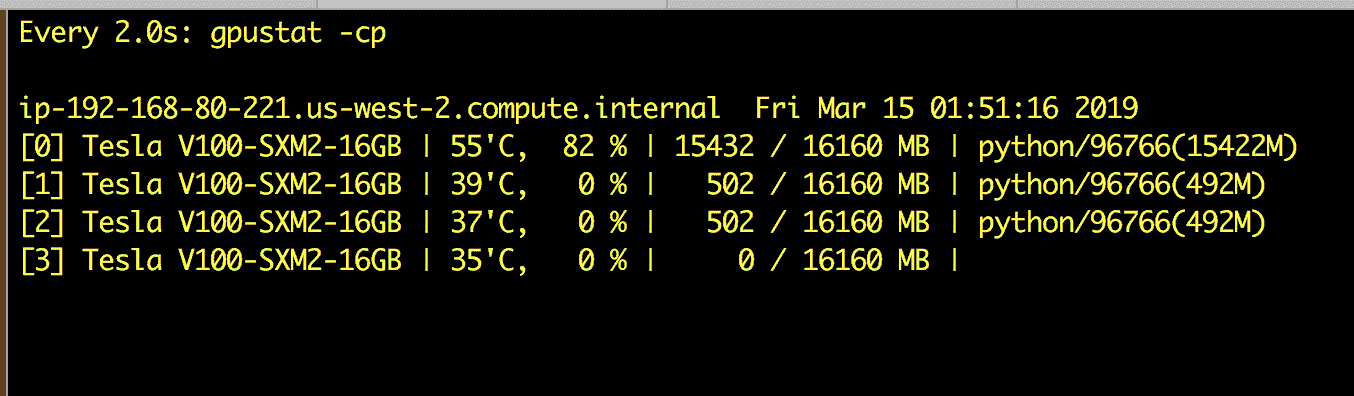 Every 2.0s: gpustat -cp
ip-192-168-80-221.us-west-2.compute.internal  Fri Mar 15 01:51:16 2019
[0] Tesla V100-SXM2-16GB | 55'C,  82 % | 15432 / 16160 MB | python/96766(15422M)
[1] Tesla V100-SXM2-16GB | 39'C,   0 % |   502 / 16160 MB | python/96766(492M)
[2] Tesla V100-SXM2-16GB | 37'C,   0 % |   502 / 16160 MB | python/96766(492M)
[3] Tesla V100-SXM2-16GB | 35'C,   0 % |     0 / 16160 MB |